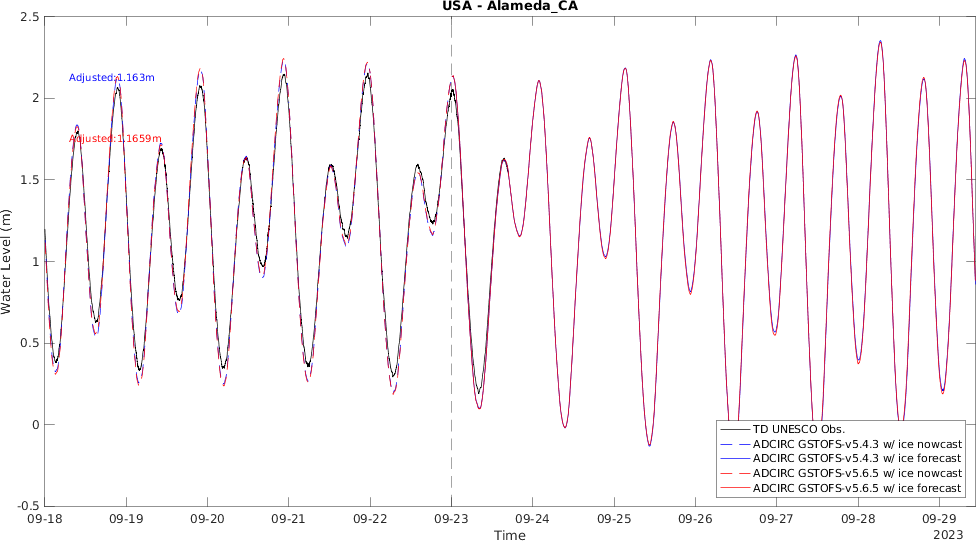 USA - Alameda_CA
2.5
2
1.5
1
0.5
0
-0.5
Water Level (m)
Adjusted:1.163m
Adjusted:1.1659m
TD UNESCO Obs.
ADCIRC GSTOFS-v5.4.3 w/ ice nowcast
ADCIRC GSTOFS-v5.4.3 w/ ice forecast
ADCIRC GSTOFS-v5.6.5 w/ ice nowcast
ADCIRC GSTOFS-v5.6.5 w/ ice forecast
09-18 09-19 09-20 09-21 09-22 09-23 09-24 09-25 09-26 09-27 09-28 09-29
Time
2023